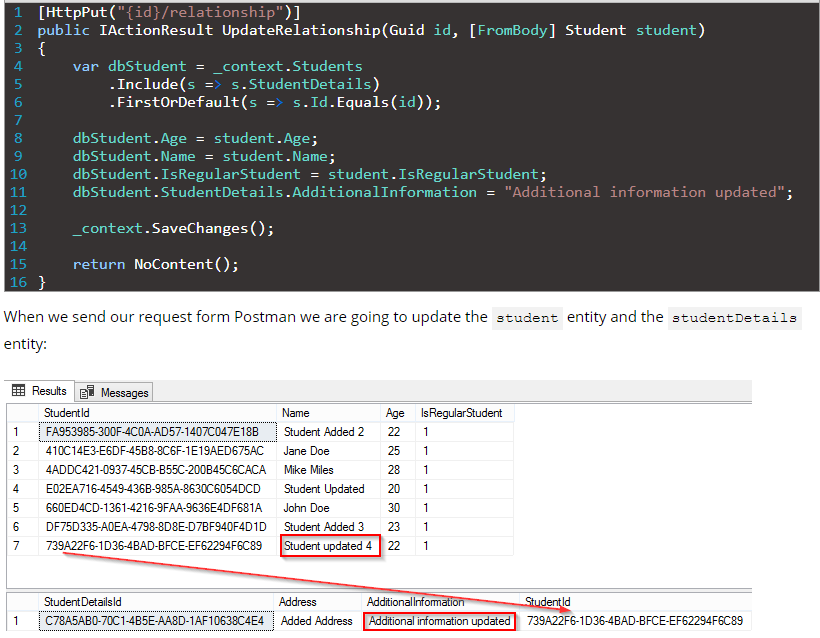 1 [HttpPut("{id}/relationship")]
2 public IActionResult UpdateRelationship(Guid id, [FromBody] Student student)
3 {
4 var dbStudent = _context.Students
5 .Include(s => s.StudentDetails)
6 .FirstOrDefault(s => s.Id.Equals(id));
7
8 dbStudent.Age = student.Age;
9 dbStudent.Name = student.Name;
10 dbStudent.IsRegularStudent = student.IsRegularStudent;
11 dbStudent.StudentDetails.AdditionalInformation = "Additional information updated";
12
13 _context.SaveChanges();
14
15 return NoContent();
16 }
When we send our request form Postman we are going to update the student entity and the studentDetails
entity:
Results Messages
StudentId Name Age IsRegularStudent
1 FA953985-300F-4C0A-AD57-1407C047E18B Student Added 2 22 1
2 410C14E3-E6DF-45B8-8C6F-1E19AED675AC Jane Doe 25 1
3 4ADDC421-0937-45CB-B55C-200B45C6CACA Mike Miles 28 1
4 E02EA716-4549-436B-985A-8630C6054DCD Student Updated 20 1
5 660ED4CD-1361-4216-9FAA-9636E4DF681A John Doe 30 1
6 DF75D335-A0EA-4798-8D8E-D7BF940F4D1D Student Added 3 23 1
7 739A22F6-1D36-4BAD-BFCE-EF62294F6C89 Student updated 4 22 1
StudentDetailsId Address AdditionalInformation StudentId
1 C78A5AB0-70C1-4B5E-AA8D-1AF10638C4E4 Added Address Additional information updated 739A22F6-1D36-4BAD-BFCE-EF62294F6C89